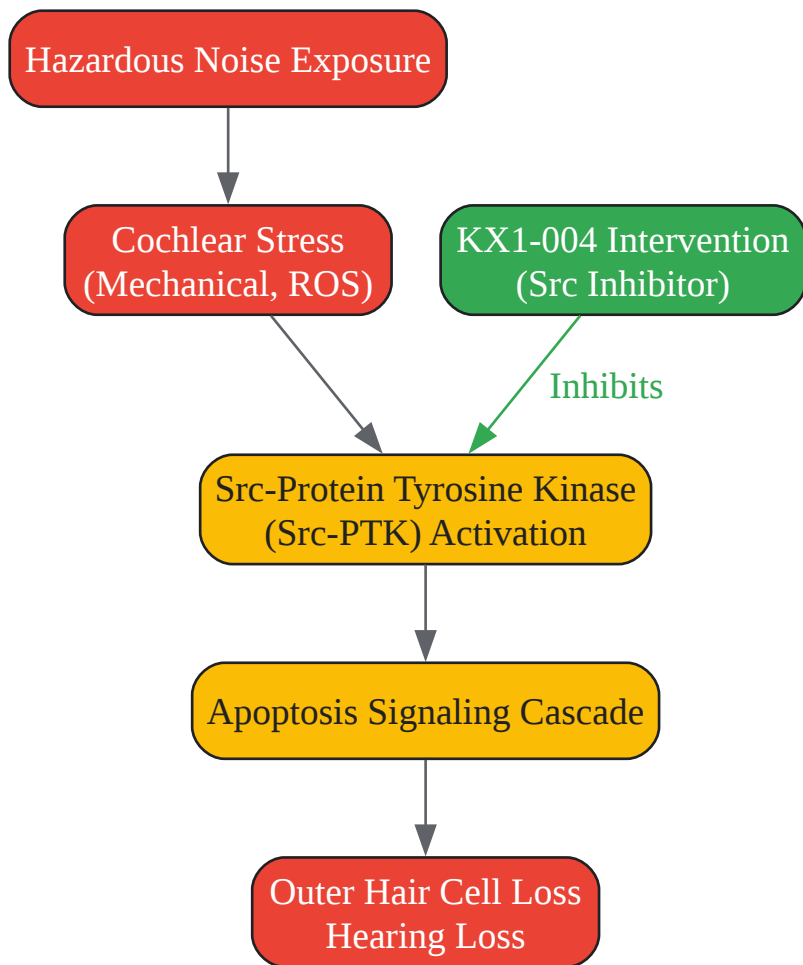 Hazardous Noise Exposure
Cochlear Stress
(Mechanical, ROS)
KX1-004 Intervention
(Src Inhibitor)
Inhibits
Src-Protein Tyrosine Kinase
(Src-PTK) Activation
Apoptosis Signaling Cascade
Outer Hair Cell Loss
Hearing Loss